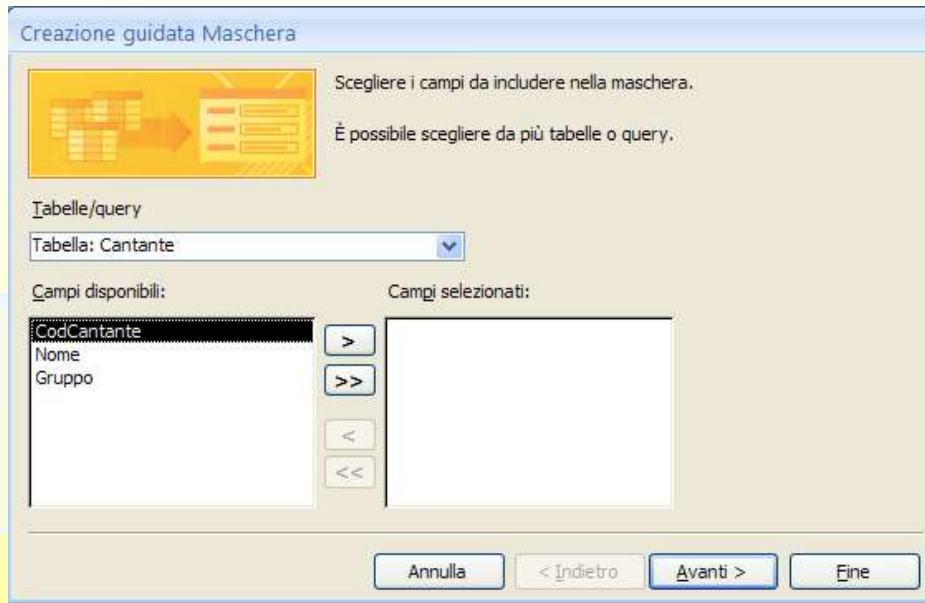 Creazione guidata Maschera
Scegliere i campi da includere nella maschera.
È possibile scegliere da più tabelle o query.
Tabelle/query
Tabella: Cantante
Campi disponibili:
Campi selezionati:
CodCantante
Nome
Gruppo
>
>>
<
<<
Annulla
< Indietro
Avanti >
Fine